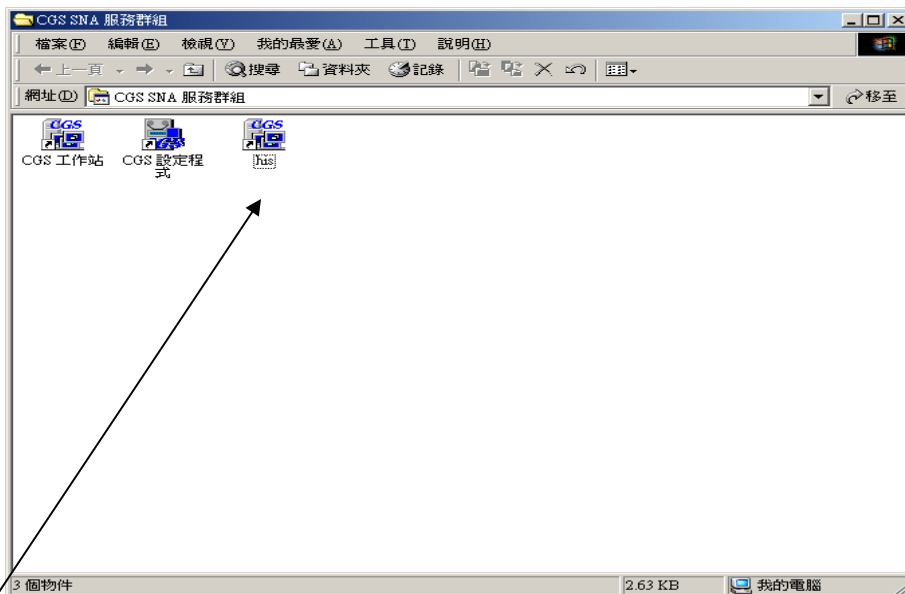 CGS SNA 服務群組
檔案(F) 編輯(E) 檢視(V) 我的最愛(A) 工具(T) 說明(H)
上一頁 搜尋 資料夾 記錄
網址(D) CGS SNA 服務群組 移至
CGS CGS CGS
CGS 工作站 CGS 設定程 his
式
3 個物件 2.63 KB 我的電腦